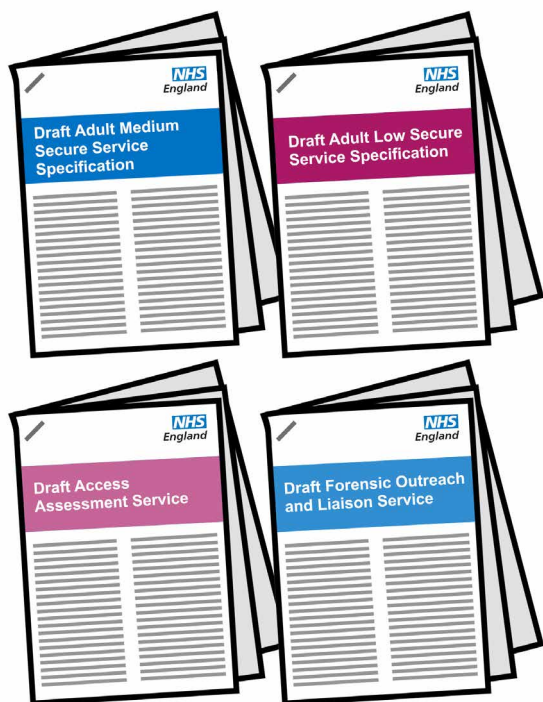 NHS
England
Draft Adult Medium
Secure Service
Specification
NHS
England
Draft Adult Low Secure
Service Specification
NHS
England
Draft Access
Assessment Service
NHS
England
Draft Forensic Outreach
and Liaison Service